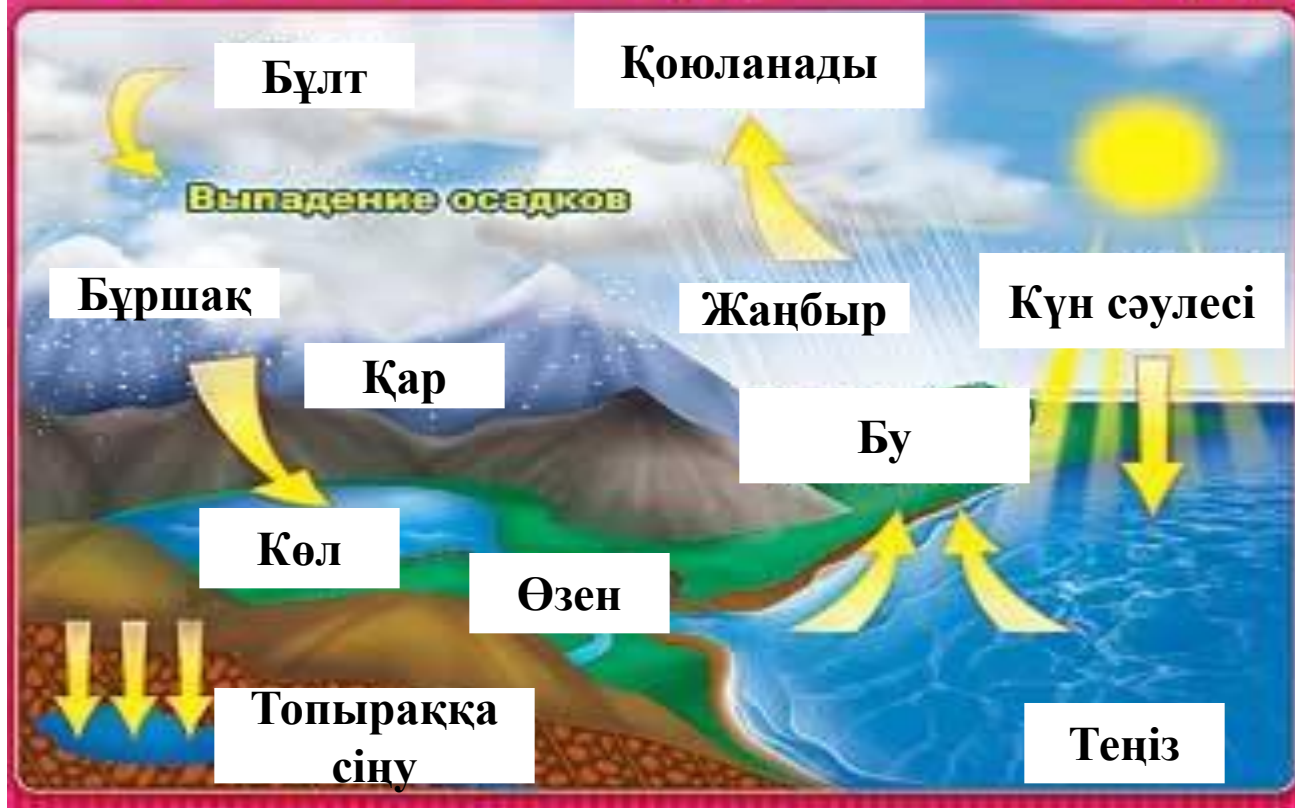 Бұлт
Қоюланады
Выпадение осадков
Бұршақ
Жаңбыр
Күн сәулесі
Қар
Бу
Көл
Өзен
Топыраққа
сіңу
Теңіз